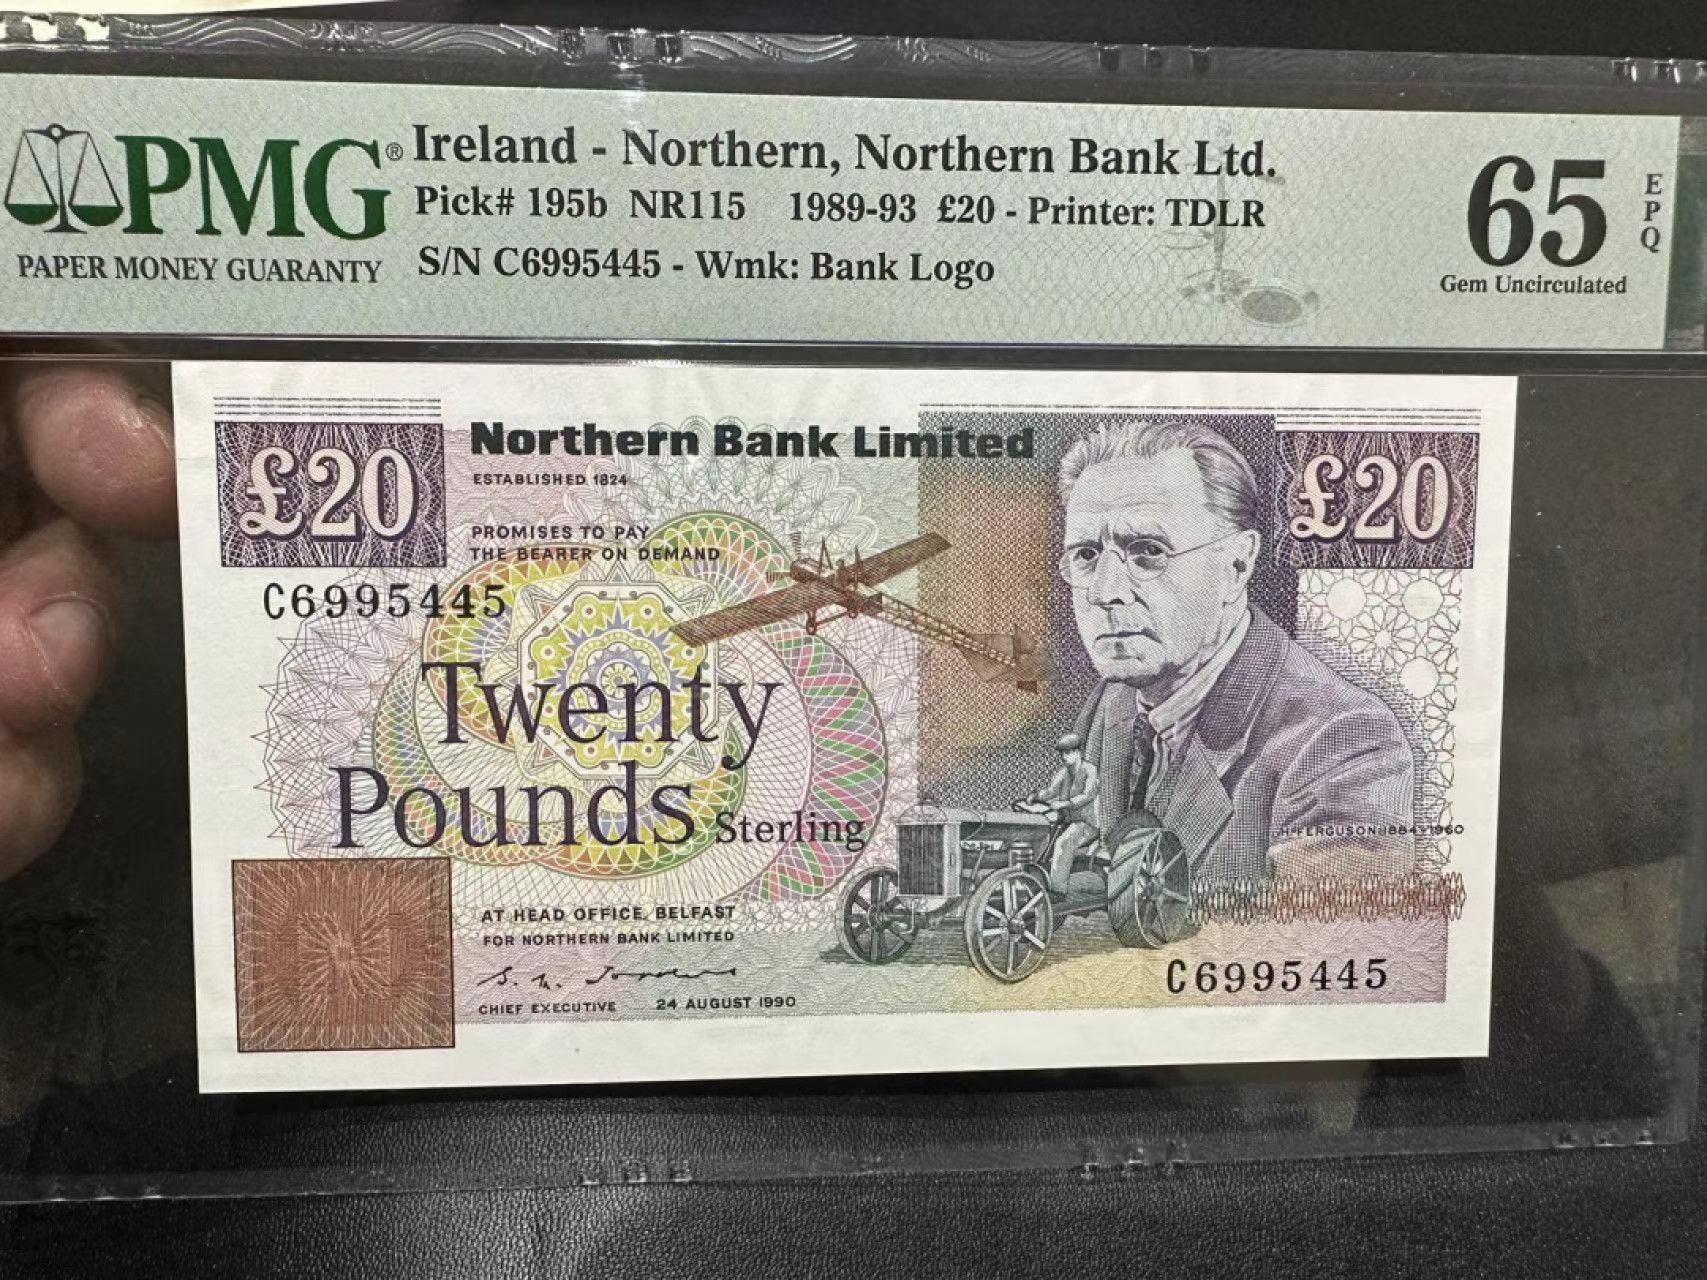 PMG®
PAPER MONEY GUARANTY
Ireland - Northern, Northern Bank Ltd.
Pick# 195b NR115 1989-93 £20 - Printer: TDLR
S/N C6995445 - Wmk: Bank Logo
65
EPQ
Gem Uncirculated
£20
Northern Bank Limited
£20
ESTABLISHED 1824
PROMISES TO PAY
THE BEARER ON DEMAND
C6995445
Twenty
Pounds Sterling
H·FERGUSON·1884·1960
AT HEAD OFFICE, BELFAST
FOR NORTHERN BANK LIMITED
CHIEF EXECUTIVE 24 AUGUST 1990
C6995445